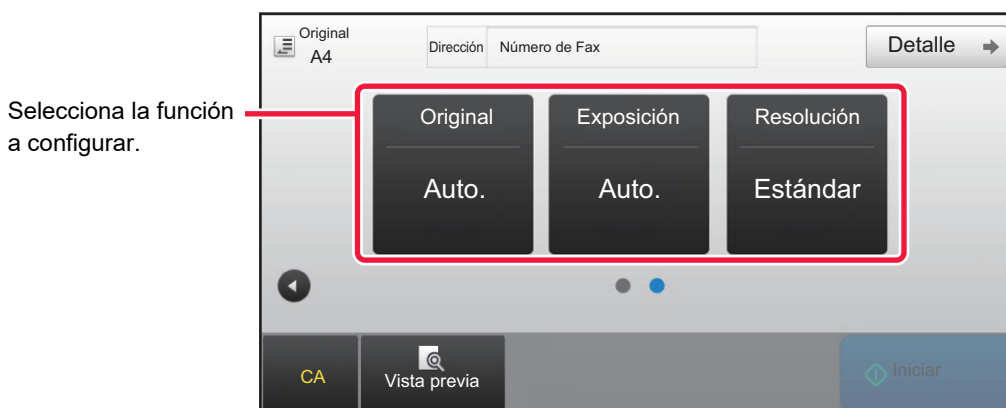 Original
A4
Dirección Número de Fax
Detalle
Selecciona la función
a configurar.
Original Exposición Resolución
Auto. Auto. Estándar
CA
Vista previa
Iniciar